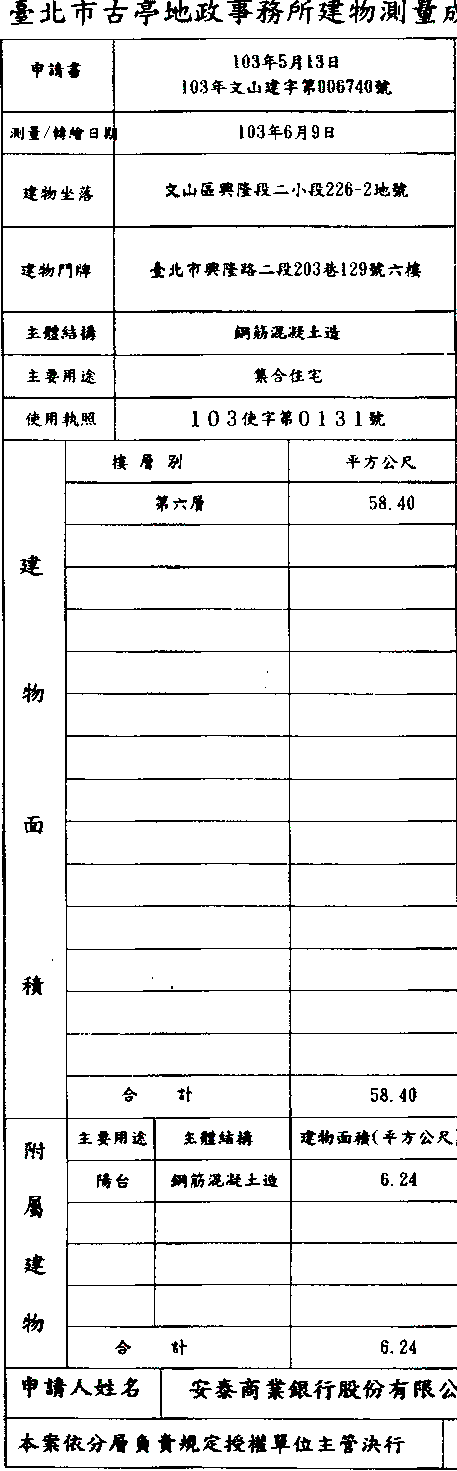 臺北市古亭地政事務所建物測量成
申請書
103年5月13日
103年文山建字第006740號
測量/轉繪日期
103年6月9日
建物坐落
文山區興隆段二小段226-2地號
建物門牌
臺北市興隆路二段203巷129號六樓
主體結構
鋼筋混凝土造
主要用途
集合住宅
使用執照
103使字第0131號
建物面積
樓層別 平方公尺
第六層 58.40
合計 58.40
附屬建物
主要用途 主體結構 建物面積(平方公尺)
陽台 鋼筋混凝土造 6.24
合計 6.24
申請人姓名 安泰商業銀行股份有限公
本案依分層負責規定授權單位主管決行